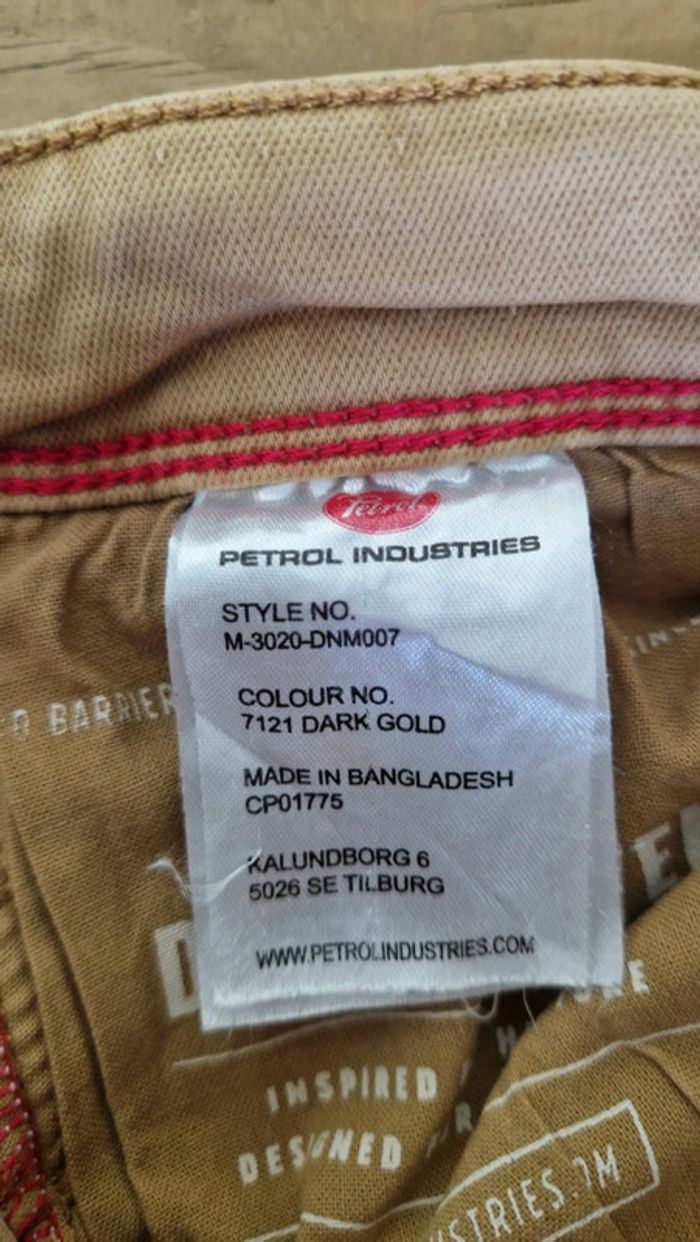 Petrol
PETROL INDUSTRIES
STYLE NO.
M-3020-DNM007
COLOUR NO.
7121 DARK GOLD
MADE IN BANGLADESH
CP01775
KALUNDBORG 6
5026 SE TILBURG
WWW.PETROLINDUSTRIES.COM
BARRIER
INSPIRED
DESIGNED